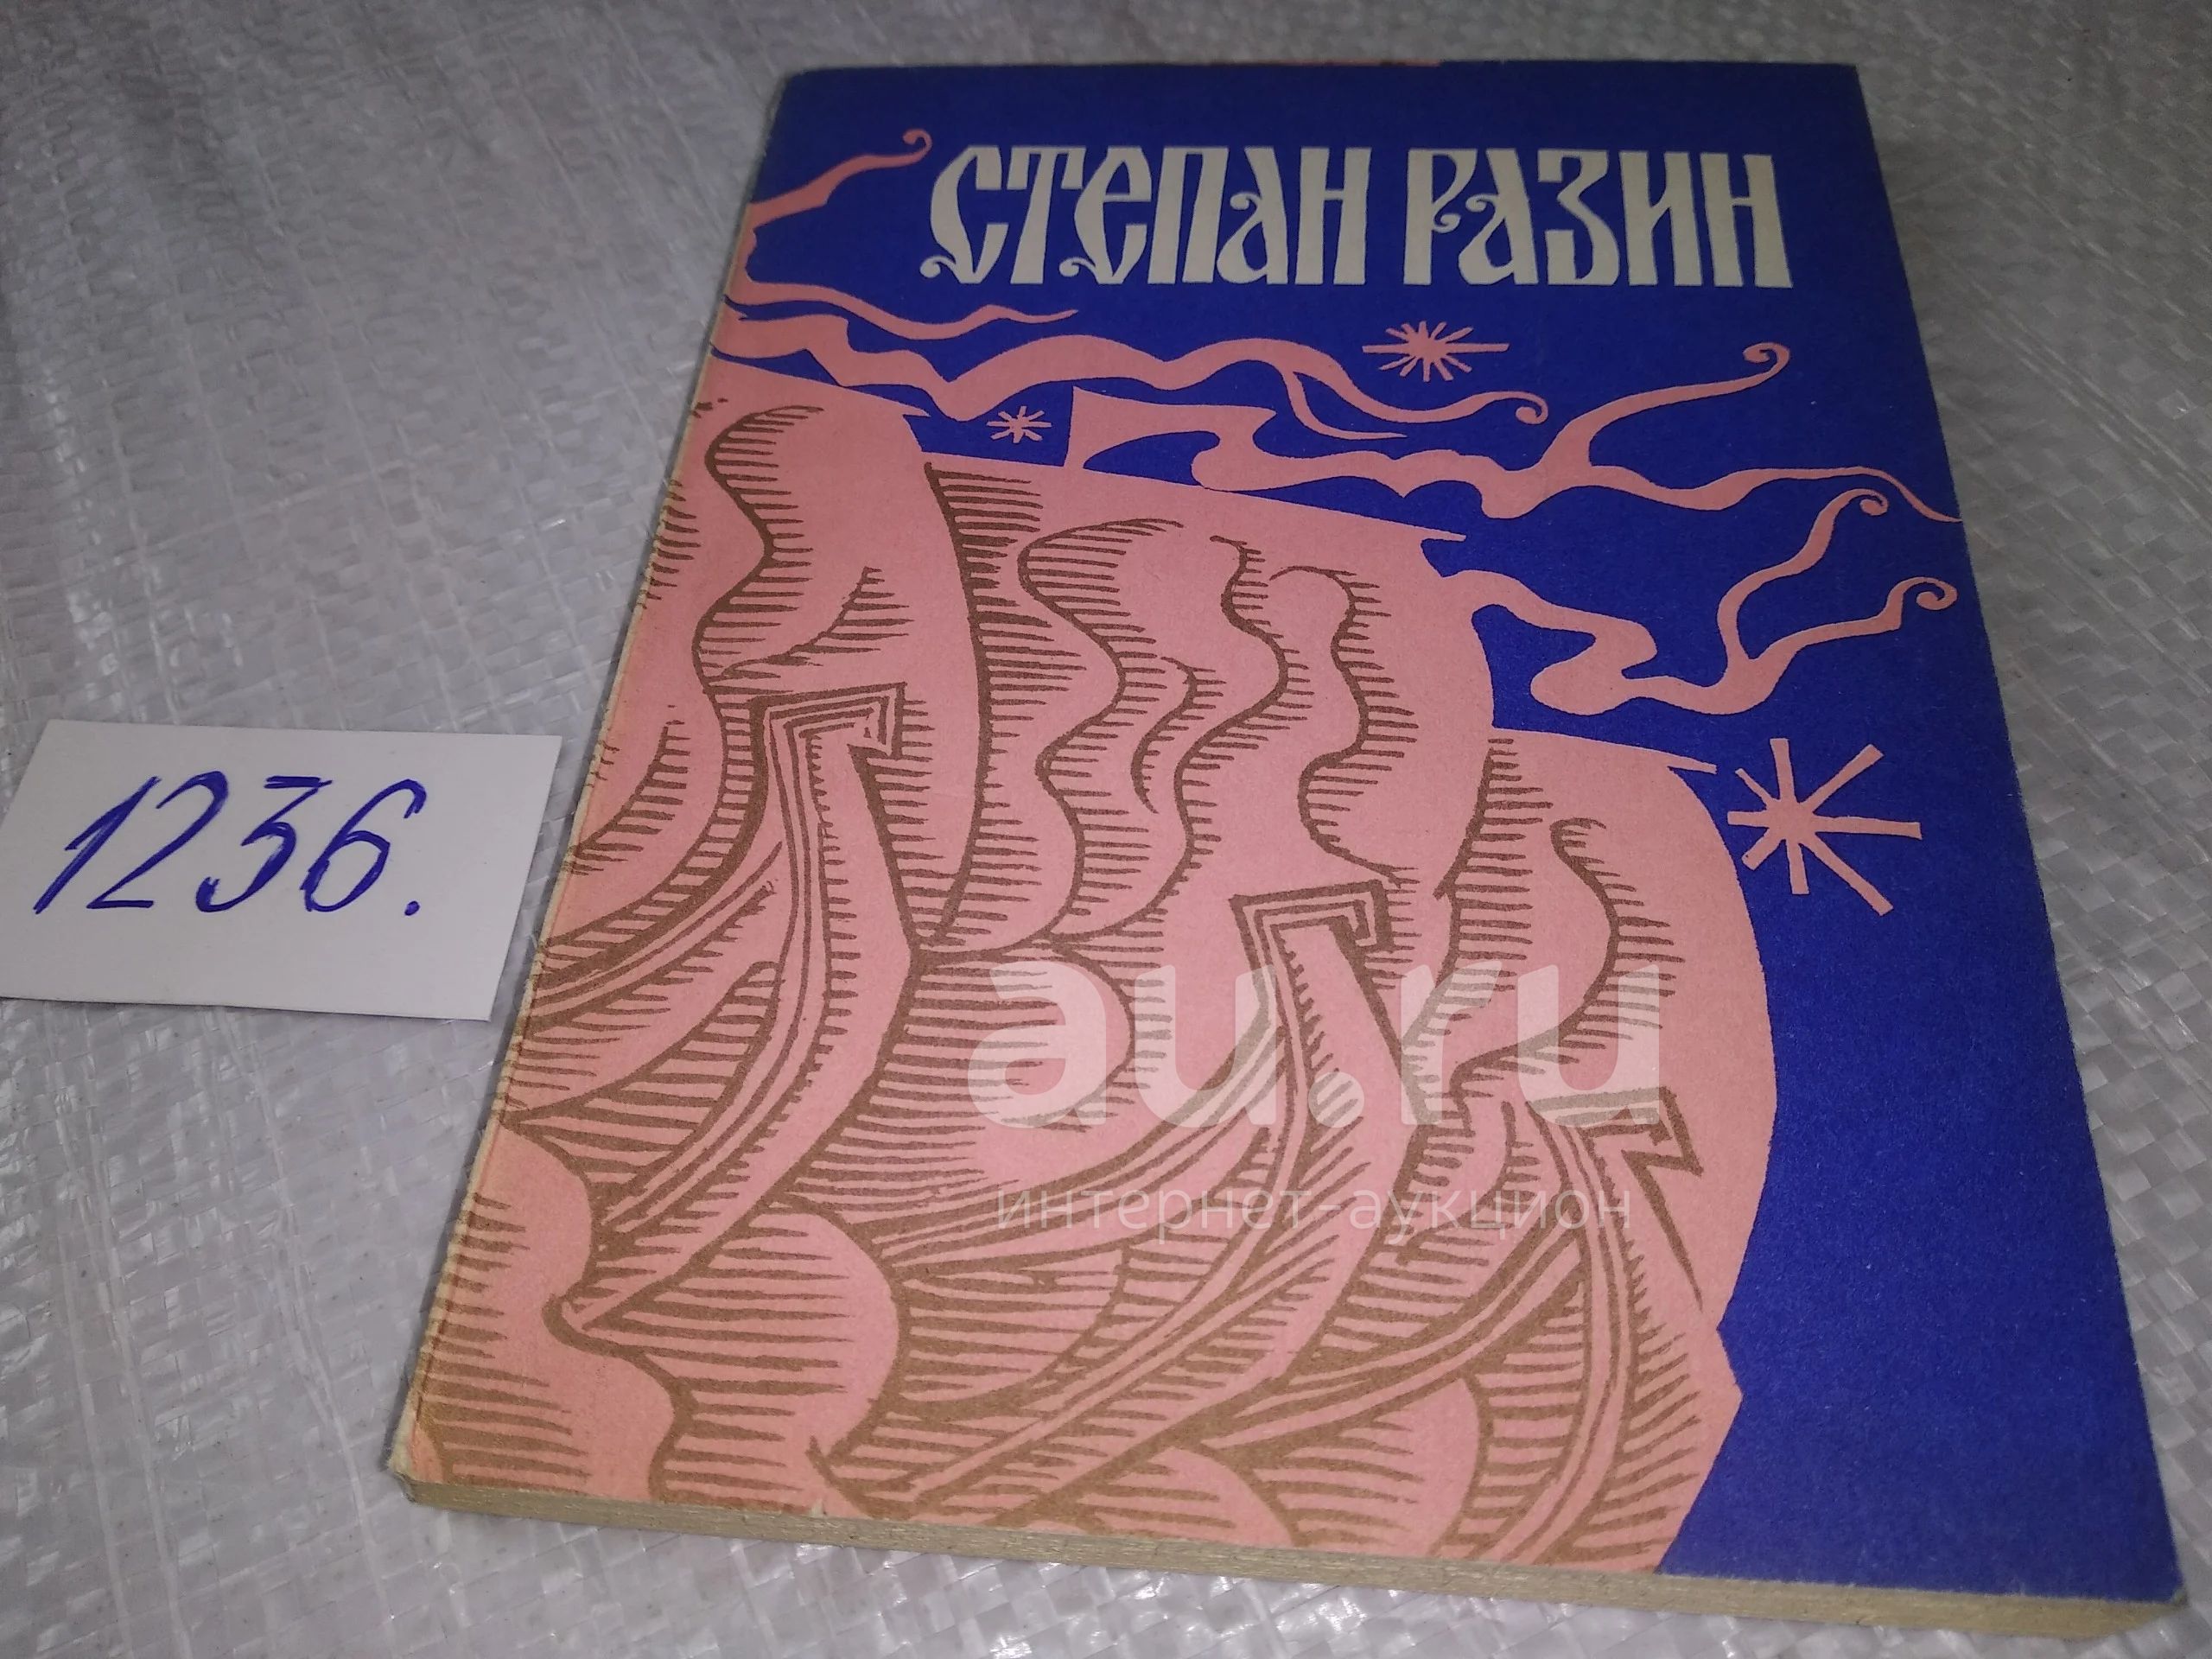 СТЕПАН РАЗИН
1236.
au.ru
интернет-аукцион